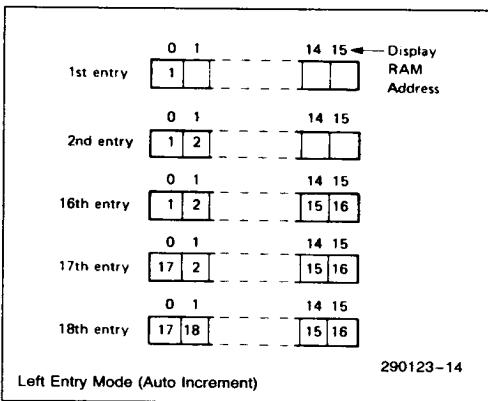 0 1 14 15 Display
1st entry 1 RAM
Address
0 1 14 15
2nd entry 1 2
0 1 14 15
16th entry 1 2 15 16
0 1 14 15
17th entry 17 2 15 16
0 1 14 15
18th entry 17 18 15 16
290123-14
Left Entry Mode (Auto Increment)